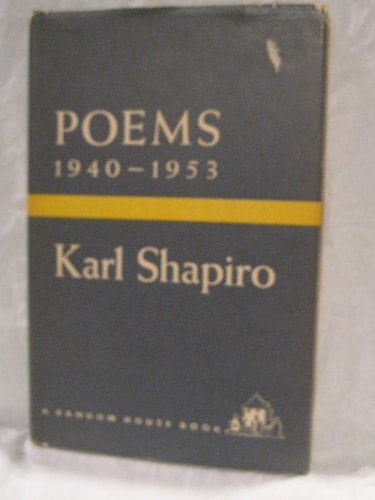 POEMS
1940–1953
Karl Shapiro
A RANDOM HOUSE BOOK